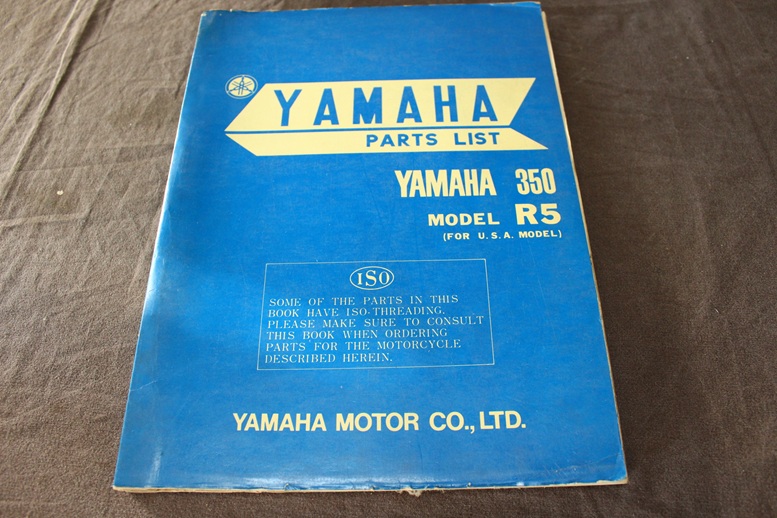 YAMAHA
PARTS LIST
YAMAHA 350
MODEL R5
(FOR U.S.A. MODEL)
ISO
SOME OF THE PARTS IN THIS
BOOK HAVE ISO-THREADING.
PLEASE MAKE SURE TO CONSULT
THIS BOOK WHEN ORDERING
PARTS FOR THE MOTORCYCLE
DESCRIBED HEREIN.
YAMAHA MOTOR CO., LTD.